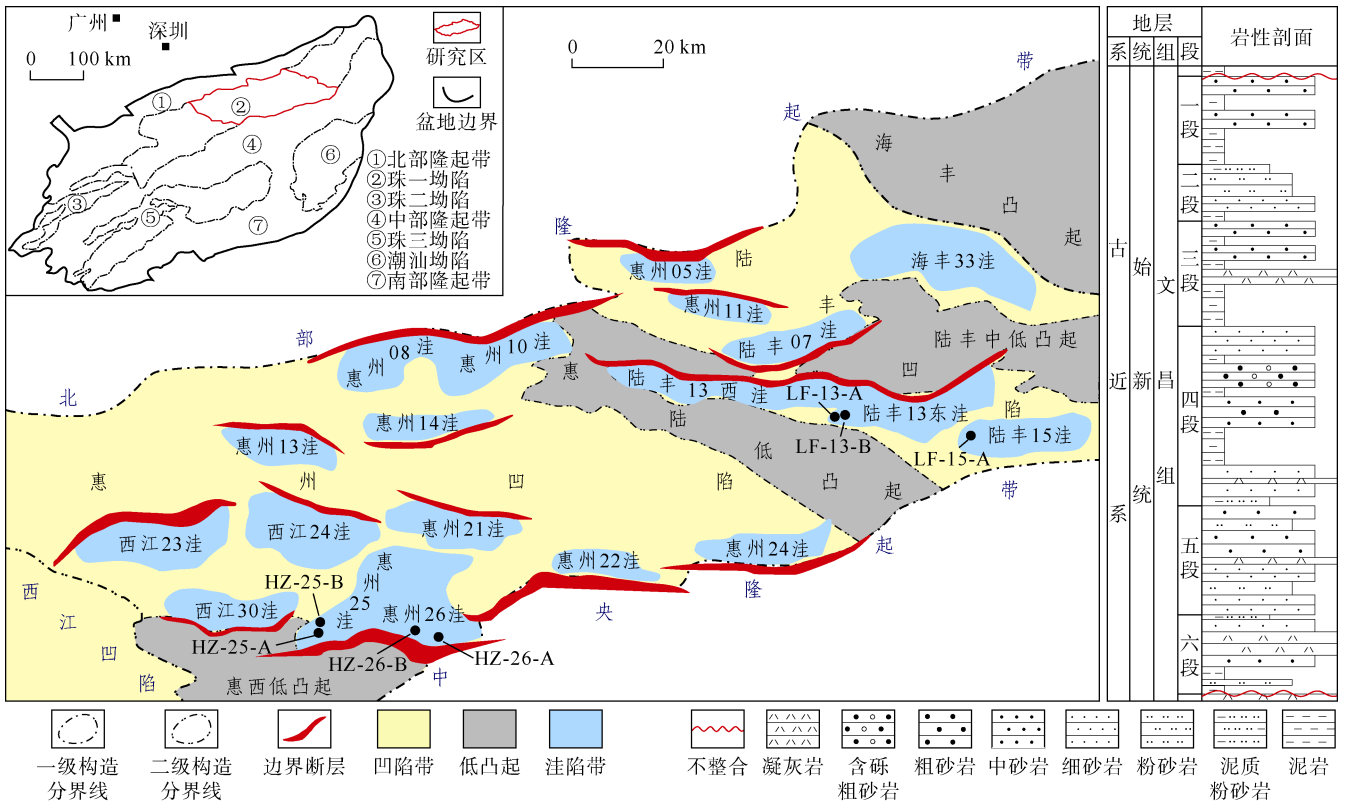 广州
深圳
0 100 km
研究区
盆地边界
①北部隆起带
②珠一坳陷
③珠二坳陷
④中部隆起带
⑤珠三坳陷
⑥潮汕坳陷
⑦南部隆起带
①
②
③
④
⑤
⑥
⑦
0 20 km
北部隆起带
海丰凸起
陆丰凹陷
海丰33洼
惠州05洼
惠州11洼
陆丰07洼
陆丰中低凸起
惠州08洼
惠州10洼
惠陆低凸起
陆丰13西洼
LF-13-A
陆丰13东洼
LF-13-B
陆丰15洼
LF-15-A
惠州14洼
惠州13洼
惠州凹陷
西江23洼
西江24洼
惠州21洼
惠州22洼
惠州24洼
HZ-25-B
惠州25洼
惠州26洼
西江30洼
HZ-25-A
HZ-26-B
HZ-26-A
惠西低凸起
西江凹陷
中央隆起带
地层
岩性剖面
系 统 组 段
古近系
始新统
文昌组
一段
二段
三段
四段
五段
六段
一级构造分界线
二级构造分界线
边界断层
凹陷带
低凸起
洼陷带
不整合
凝灰岩
含砾粗砂岩
粗砂岩
中砂岩
细砂岩
粉砂岩
泥质粉砂岩
泥岩